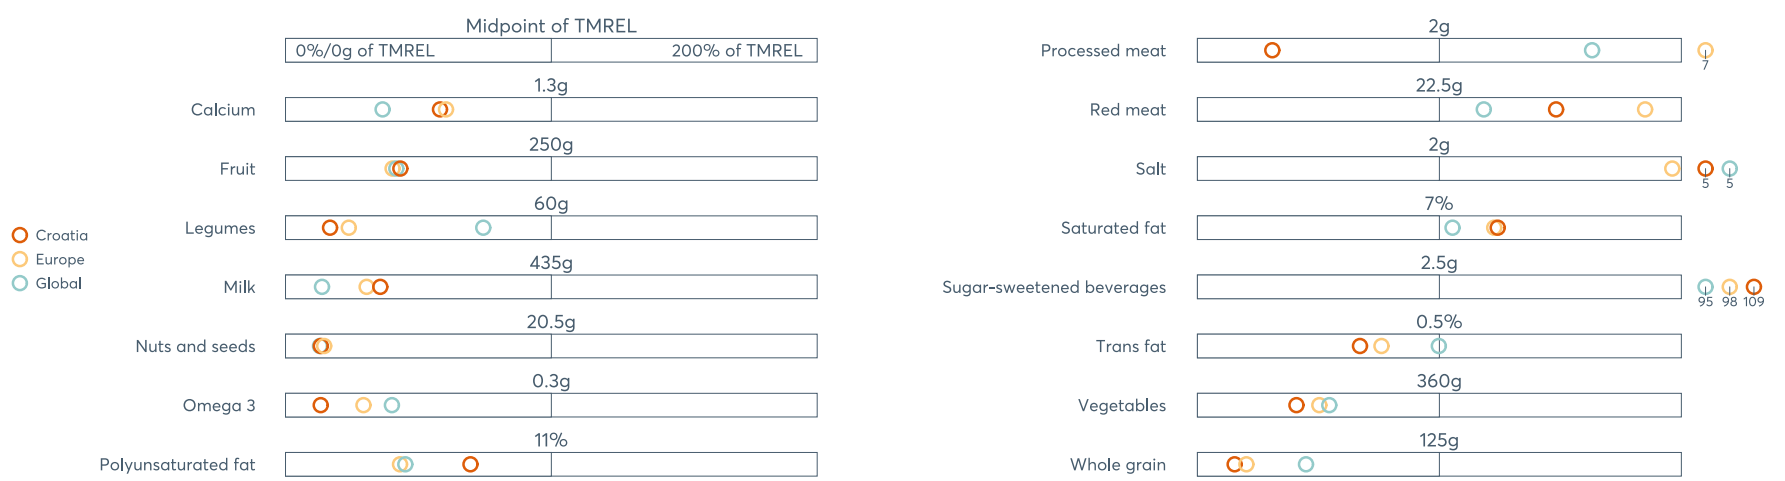 Midpoint of TMREL
0%/0g of TMREL
200% of TMREL
1.3g
Calcium
250g
Fruit
60g
Legumes
435g
Milk
20.5g
Nuts and seeds
0.3g
Omega 3
11%
Polyunsaturated fat
Croatia
Europe
Global
2g
Processed meat
7
22.5g
Red meat
2g
Salt
5 5
7%
Saturated fat
2.5g
Sugar-sweetened beverages
95 98 109
0.5%
Trans fat
360g
Vegetables
125g
Whole grain